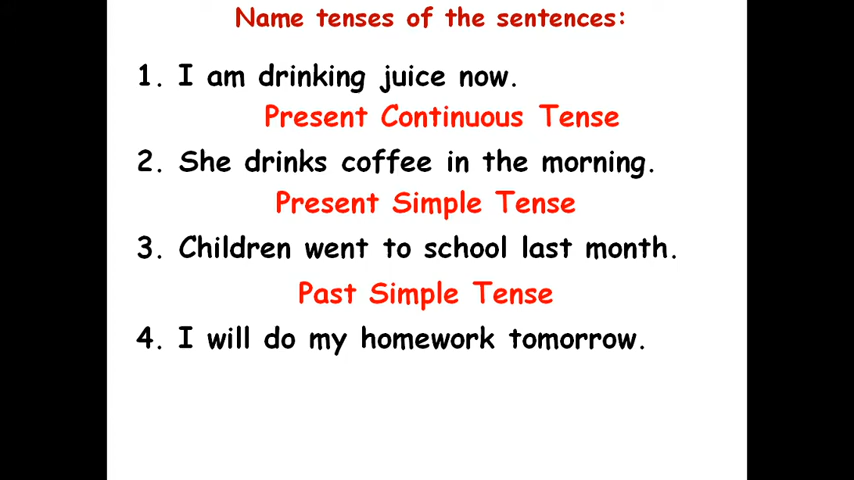 Name tenses of the sentences:
1. I am drinking juice now.
Present Continuous Tense
2. She drinks coffee in the morning.
Present Simple Tense
3. Children went to school last month.
Past Simple Tense
4. I will do my homework tomorrow.